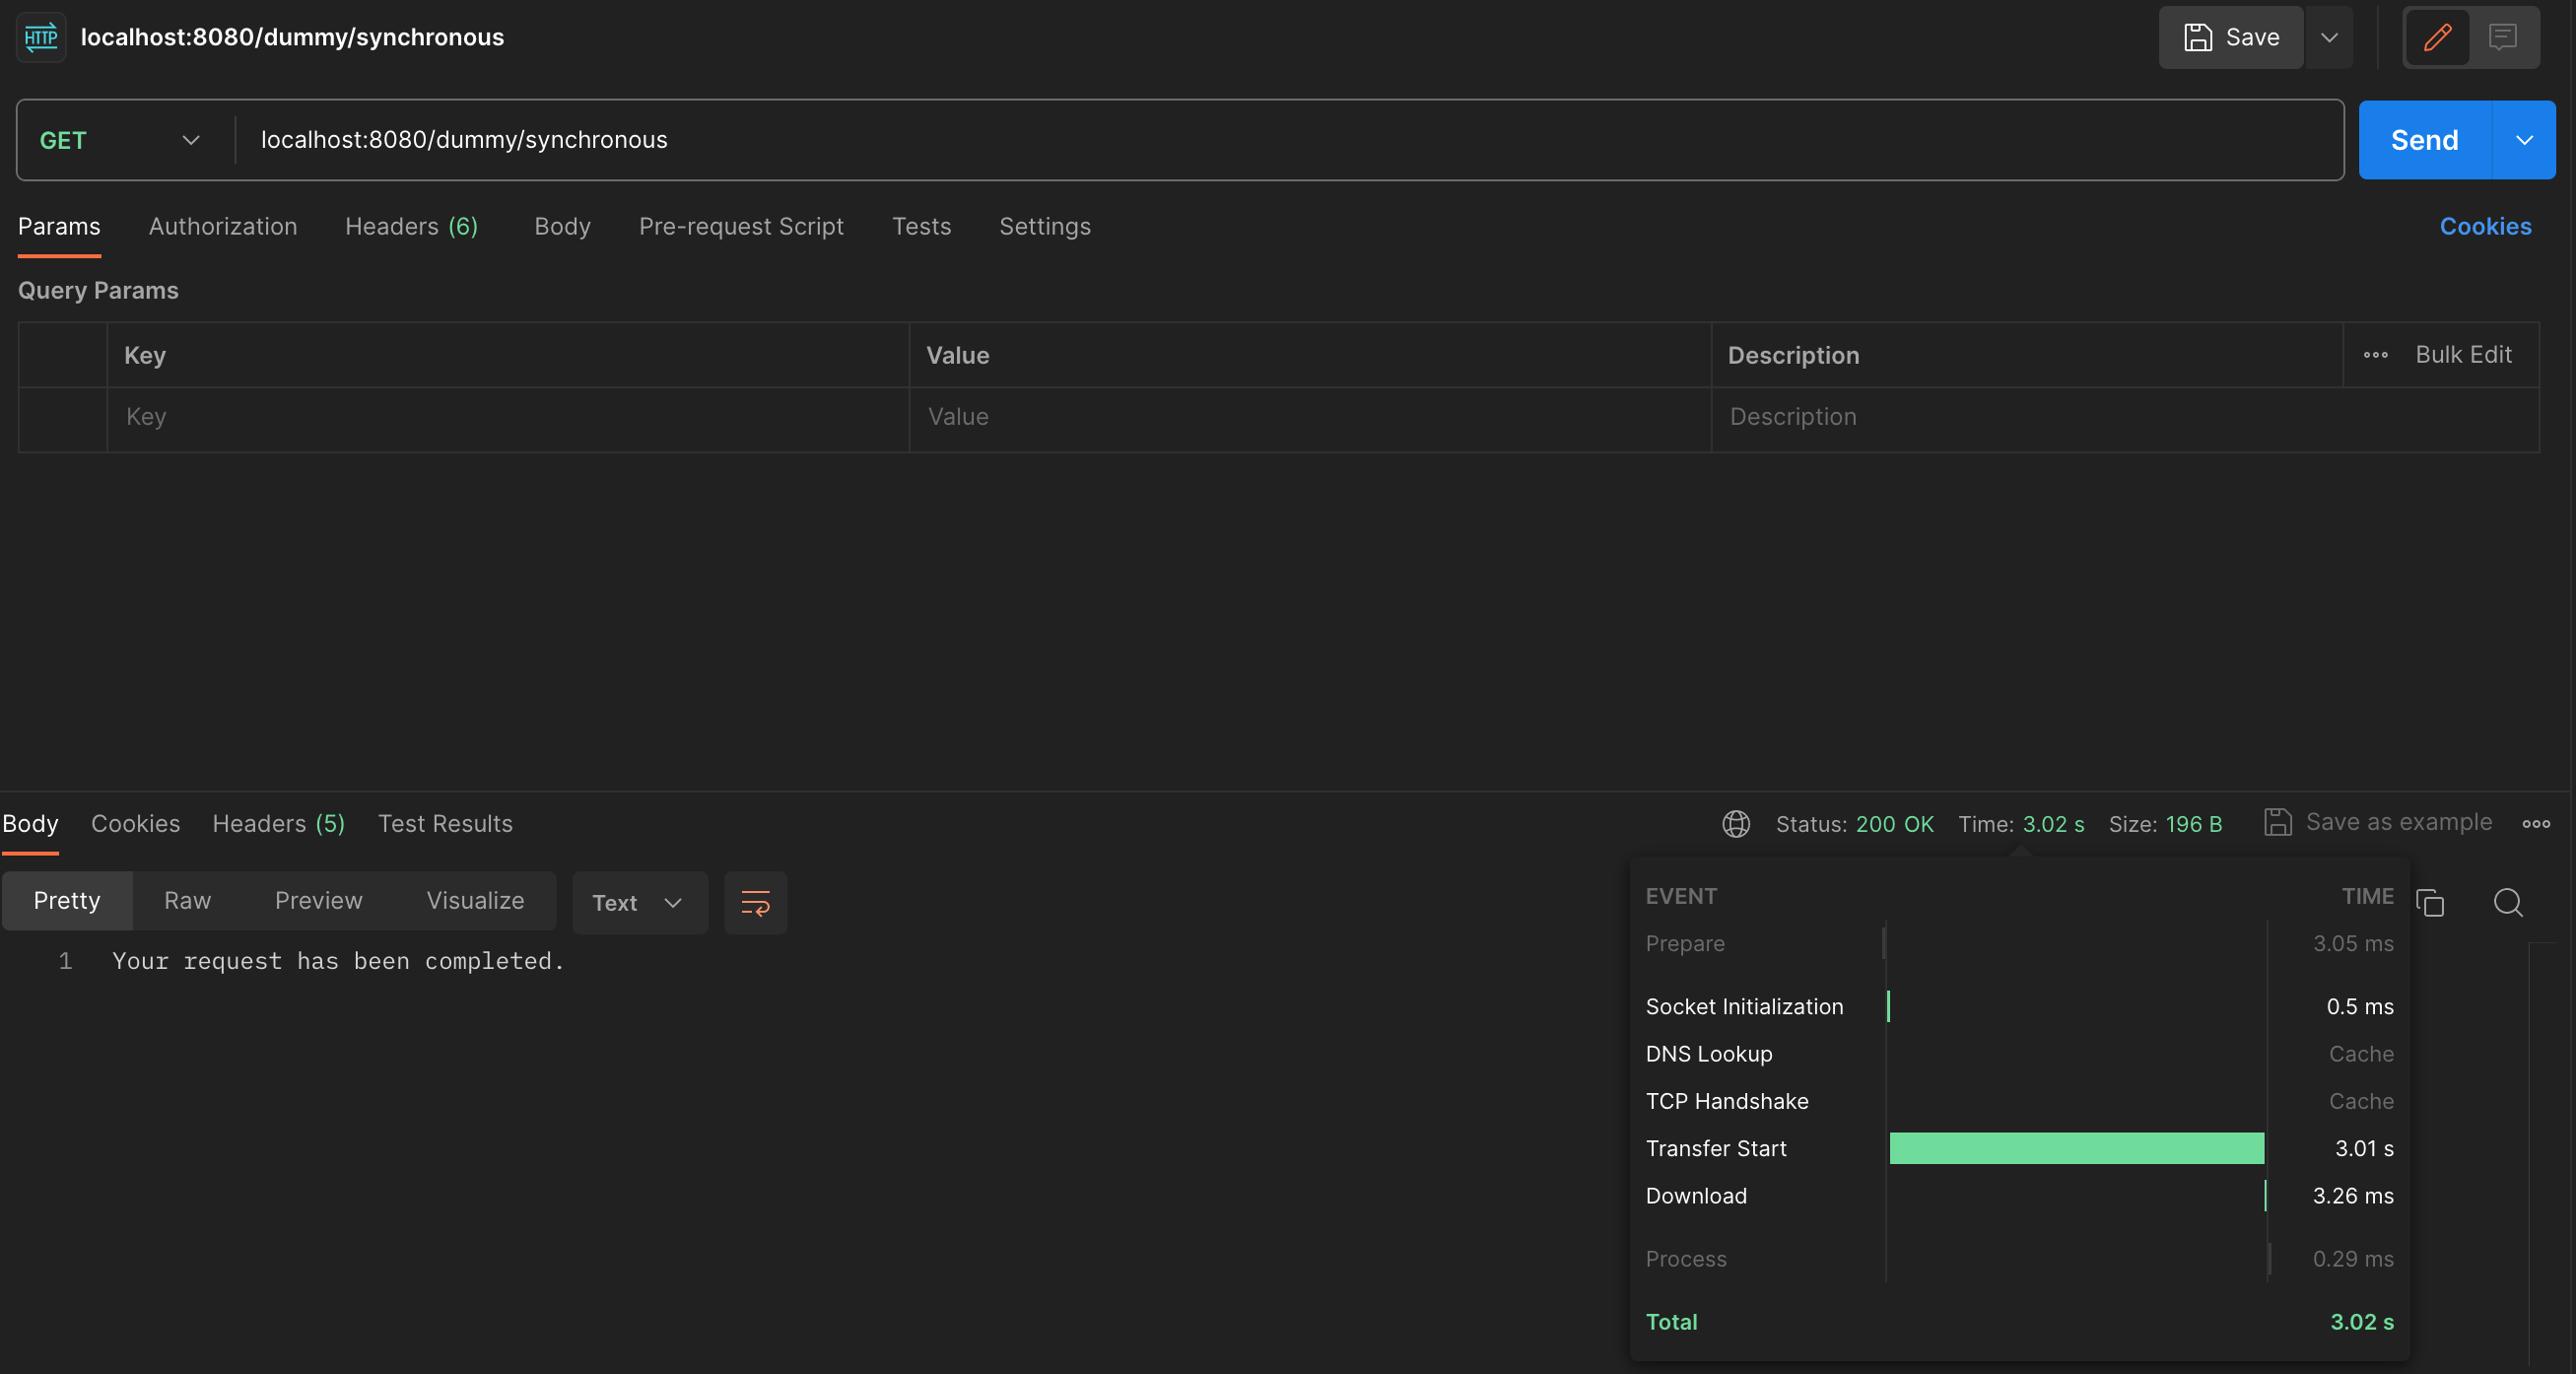 HTTP localhost:8080/dummy/synchronous Save
GET localhost:8080/dummy/synchronous Send
Params Authorization Headers (6) Body Pre-request Script Tests Settings Cookies
Query Params
Key Value Description Bulk Edit
Key Value Description
Body Cookies Headers (5) Test Results Status: 200 OK Time: 3.02 s Size: 196 B Save as example
Pretty Raw Preview Visualize Text
1 Your request has been completed.
EVENT TIME
Prepare 3.05 ms
Socket Initialization 0.5 ms
DNS Lookup Cache
TCP Handshake Cache
Transfer Start 3.01 s
Download 3.26 ms
Process 0.29 ms
Total 3.02 s